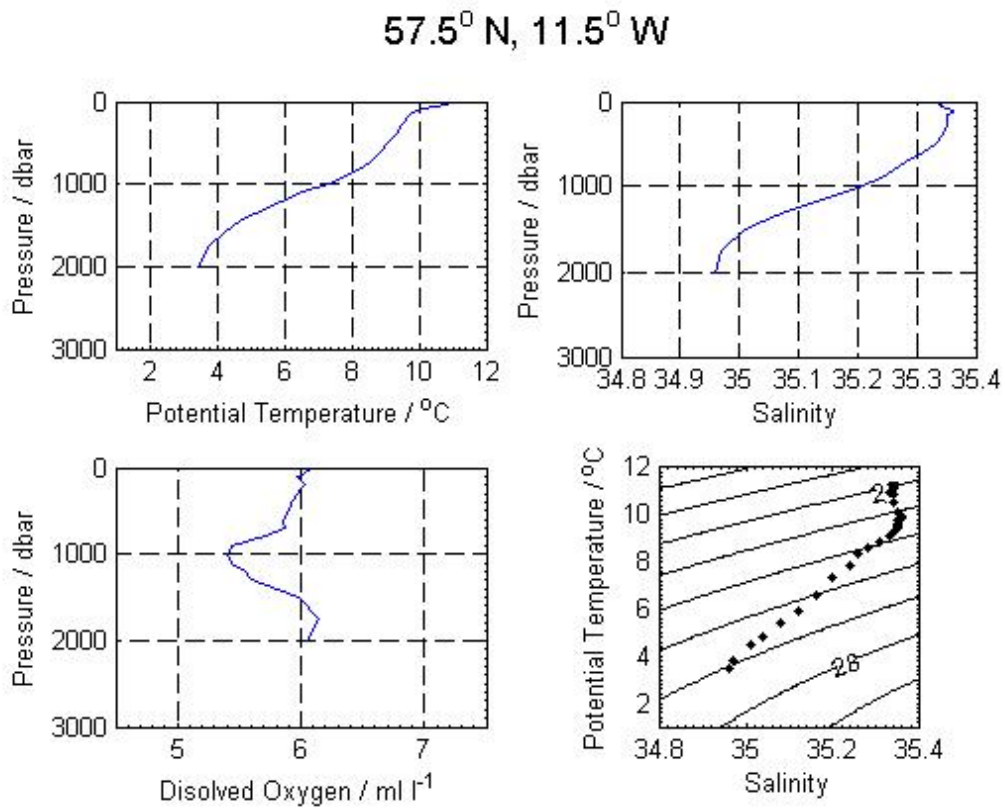 57.5° N, 11.5° W
0
1000
2000
3000
Pressure / dbar
2 4 6 8 10 12
Potential Temperature / °C
0
1000
2000
3000
Pressure / dbar
34.8 34.9 35 35.1 35.2 35.3 35.4
Salinity
0
1000
2000
3000
Pressure / dbar
5 6 7
Disolved Oxygen / ml l⁻¹
12
10
8
6
4
2
Potential Temperature / °C
28
34.8 35 35.2 35.4
Salinity